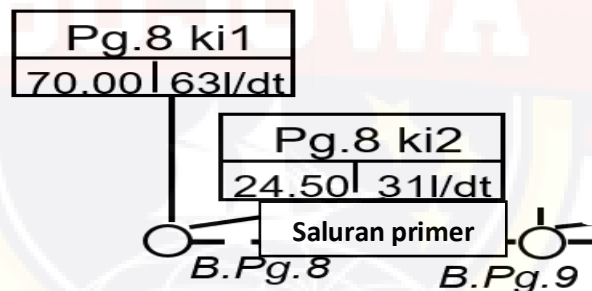 Pg.8 ki1
70.00 63l/dt
Pg.8 ki2
24.50 31l/dt
Saluran primer
B.Pg.8
B.Pg.9